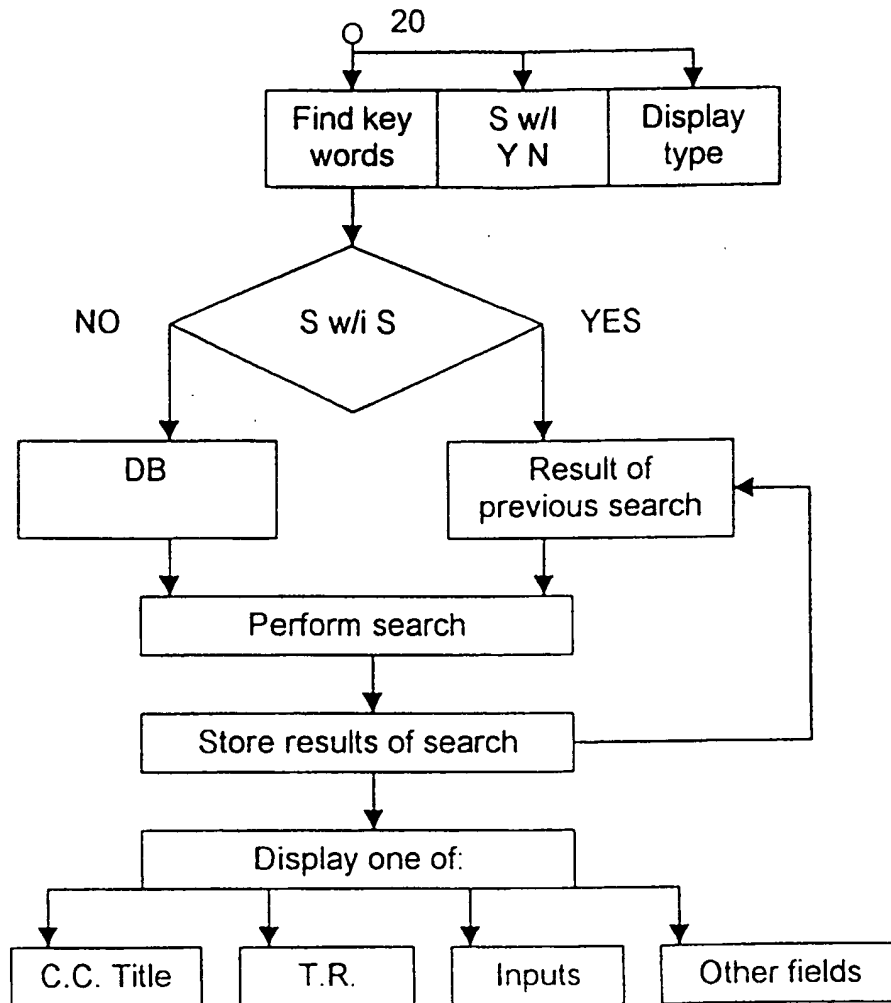 20
Find key
words
S w/I
Y N
Display
type
NO
S w/i S
YES
DB
Result of
previous search
Perform search
Store results of search
Display one of:
C.C. Title
T.R.
Inputs
Other fields